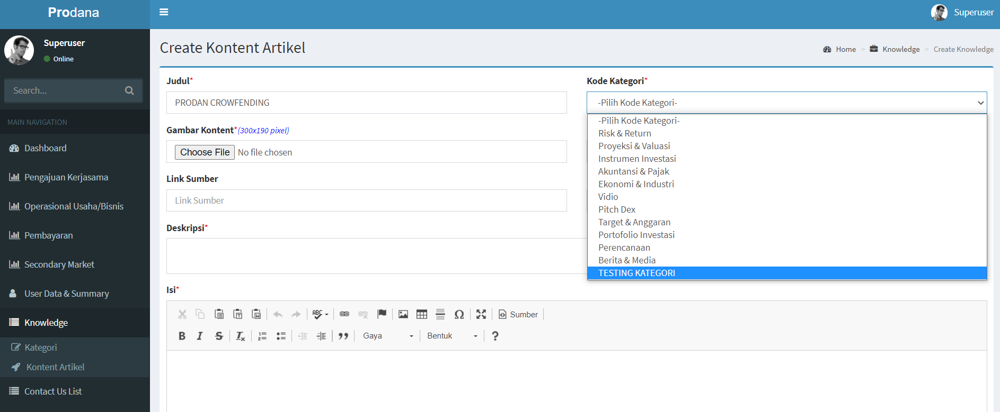 Prodana
Superuser
Superuser
Online
Search...
MAIN NAVIGATION
Dashboard
Pengajuan Kerjasama
Operasional Usaha/Bisnis
Pembayaran
Secondary Market
User Data & Summary
Knowledge
Kategori
Kontent Artikel
Contact Us List
Create Kontent Artikel
Home > Knowledge > Create Knowledge
Judul*
PRODAN CROWFENDING
Kode Kategori*
-Pilih Kode Kategori-
-Pilih Kode Kategori-
Risk & Return
Proyeksi & Valuasi
Instrumen Investasi
Akuntansi & Pajak
Ekonomi & Industri
Vidio
Pitch Dex
Target & Anggaran
Portofolio Investasi
Perencanaan
Berita & Media
TESTING KATEGORI
Gambar Kontent*(300x190 pixel)
Choose File No file chosen
Link Sumber
Link Sumber
Deskripsi*
Isi*
ABC
Ω Sumber
B I S Tx
Gaya Bentuk ?